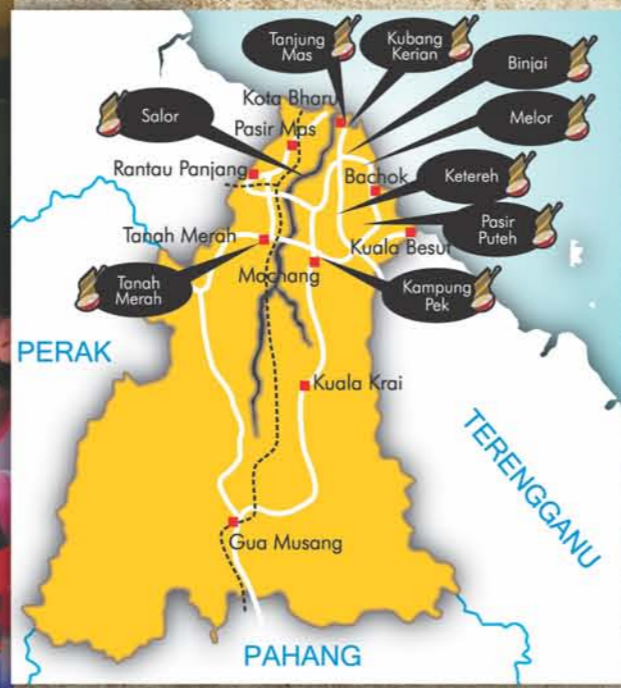 Tanjung
Mas
Kubang
Kerian
Binjai
Salor
Kota Bharu
Melor
Pasir Mas
Rantau Panjang
Bachok
Ketereh
Pasir
Puteh
Tanah Merah
Kuala Besut
Tanah
Merah
Machang
Kampung
Pek
PERAK
Kuala Krai
TERENGGANU
Gua Musang
PAHANG